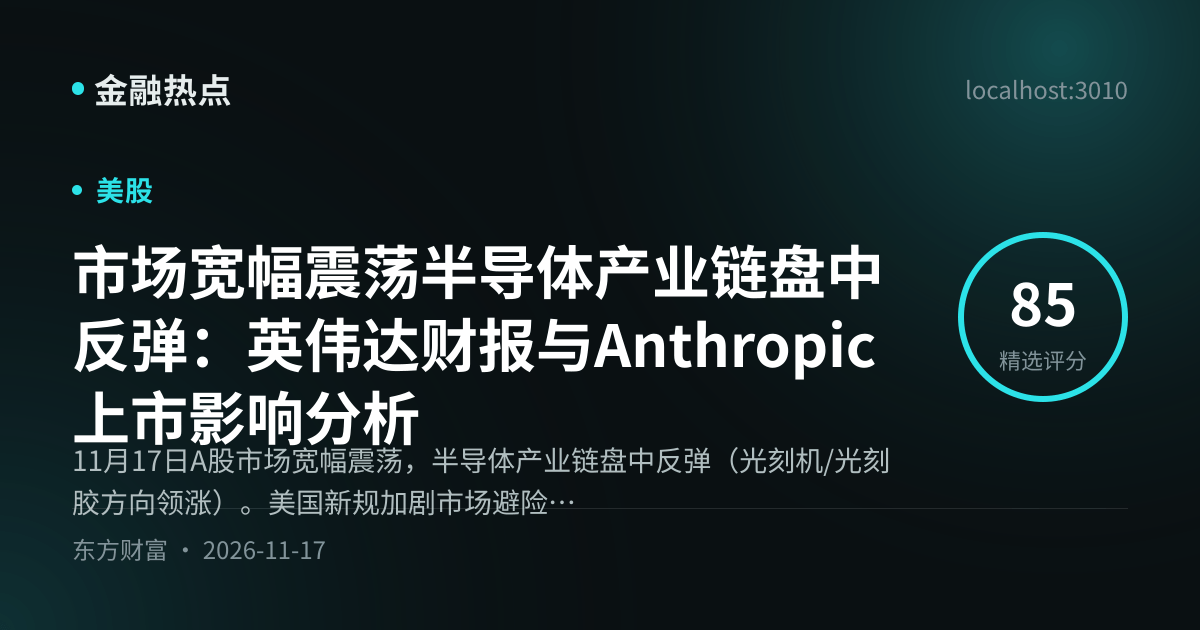 金融热点
localhost:3010
美股
市场宽幅震荡半导体产业链盘中
反弹：英伟达财报与Anthropic
上市影响分析
85
精选评分
11月17日A股市场宽幅震荡，半导体产业链盘中反弹（光刻机/光刻
胶方向领涨）。美国新规加剧市场避险…
东方财富 • 2026-11-17